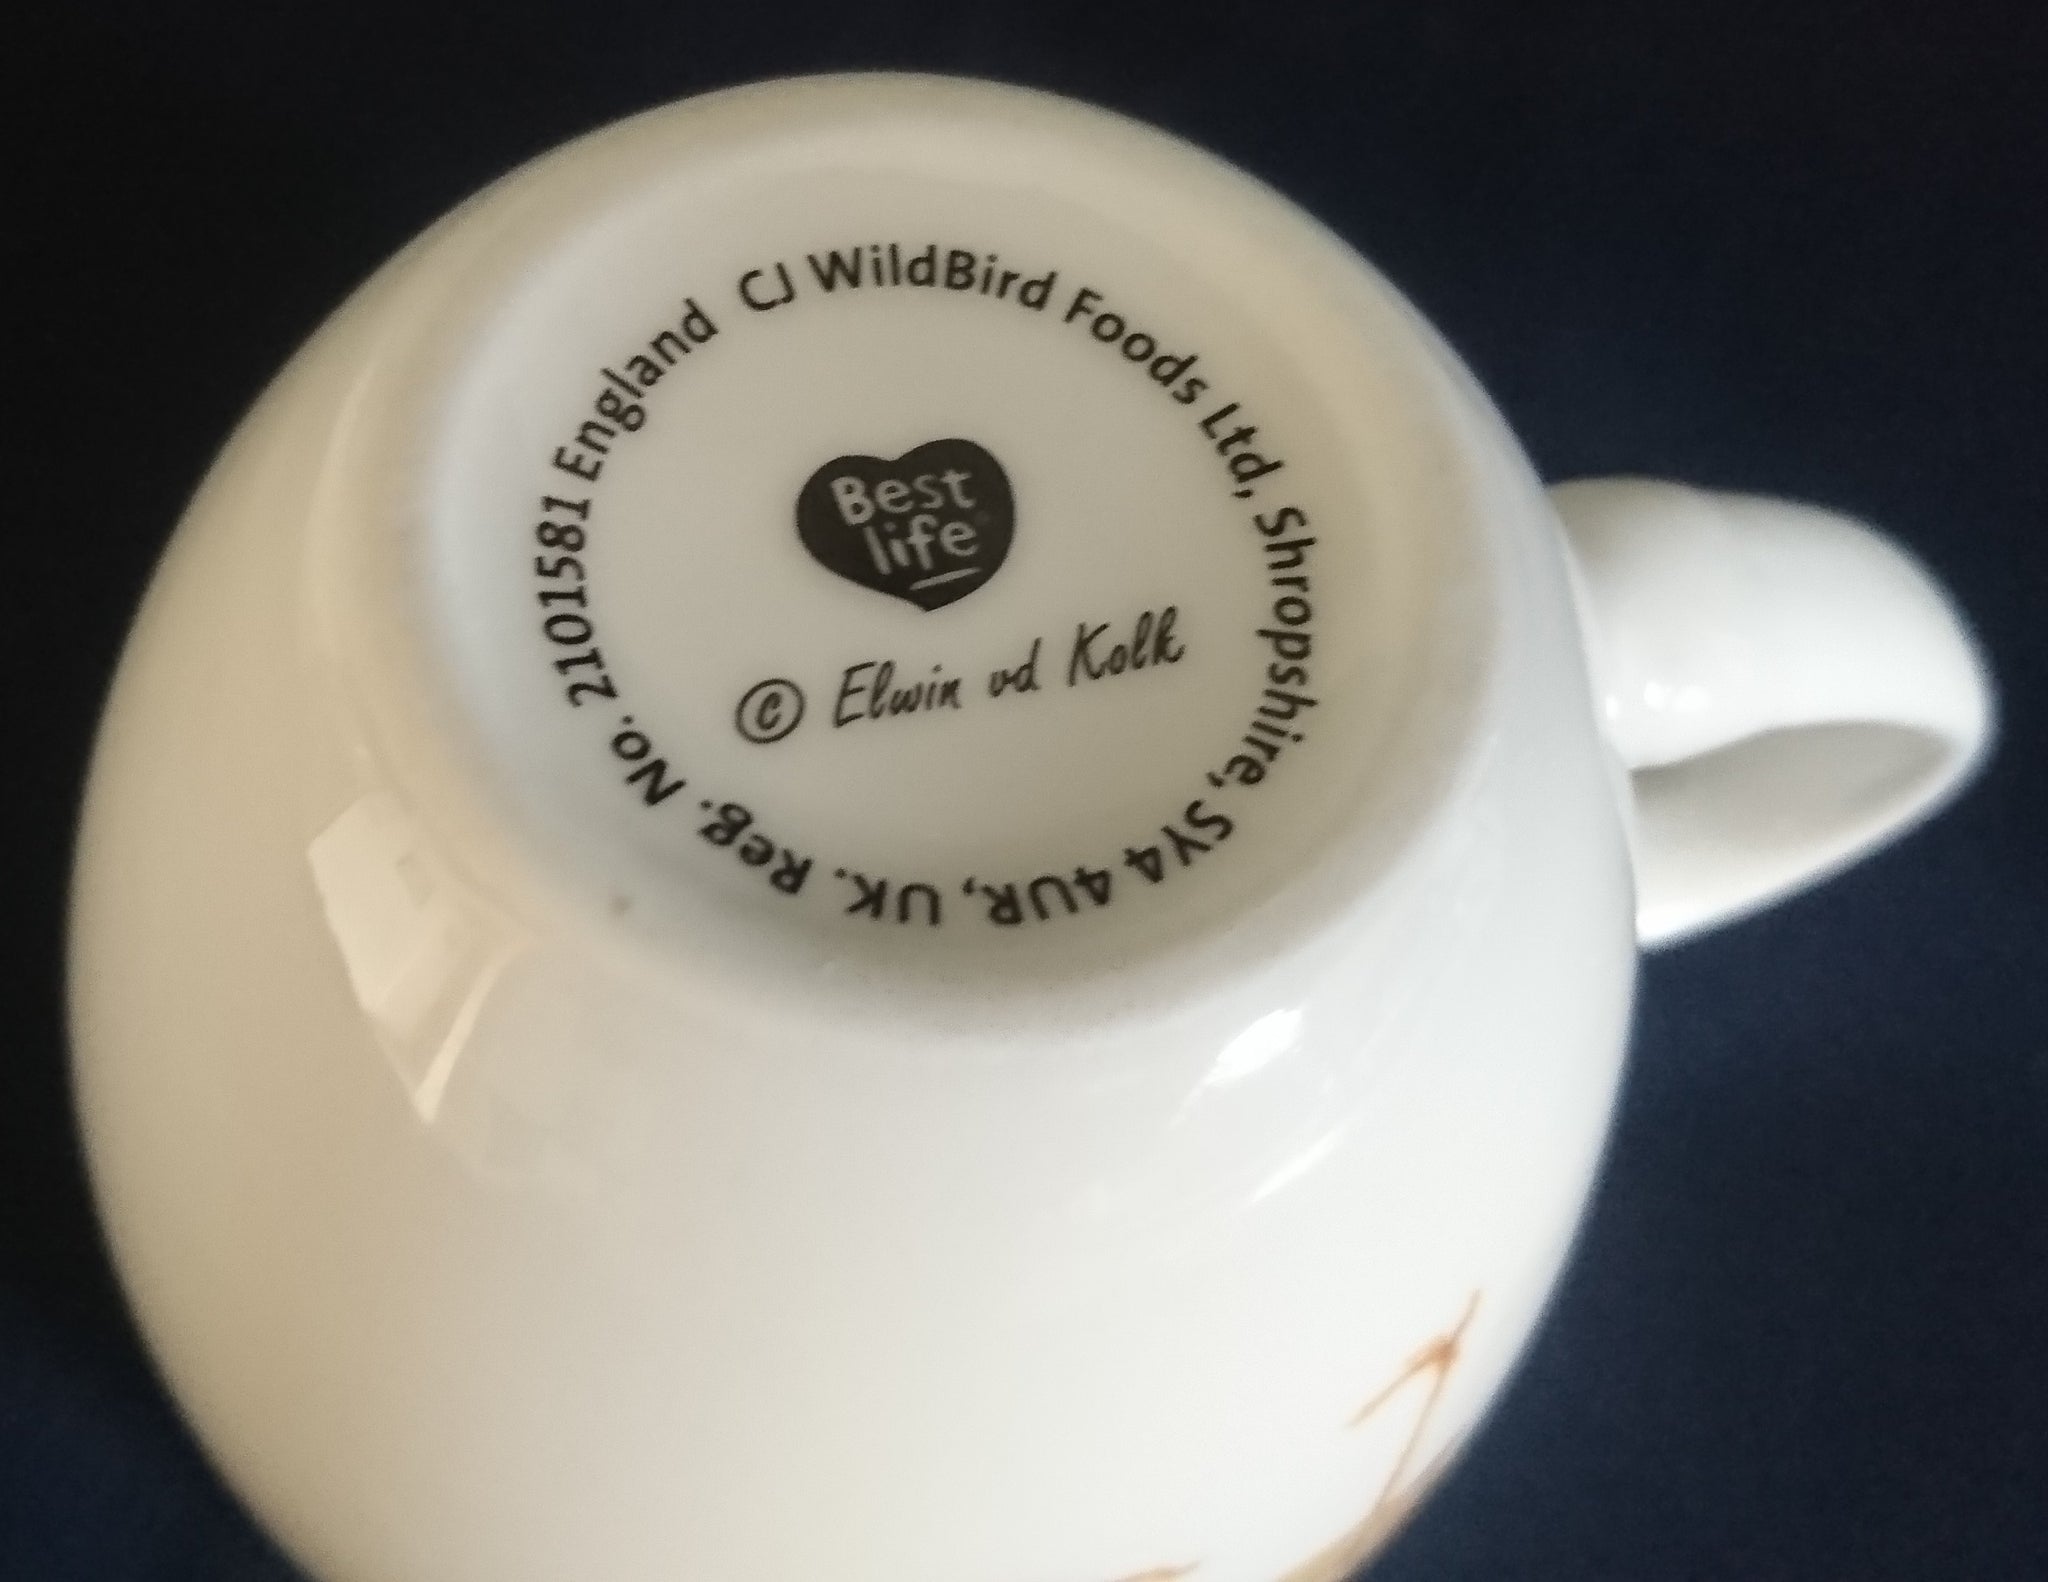 CJ WildBird Foods Ltd, Shropshire, SY4 4UR, UK. Reg. No. 2101581 England
Best
life
© Elwin vd Kolk